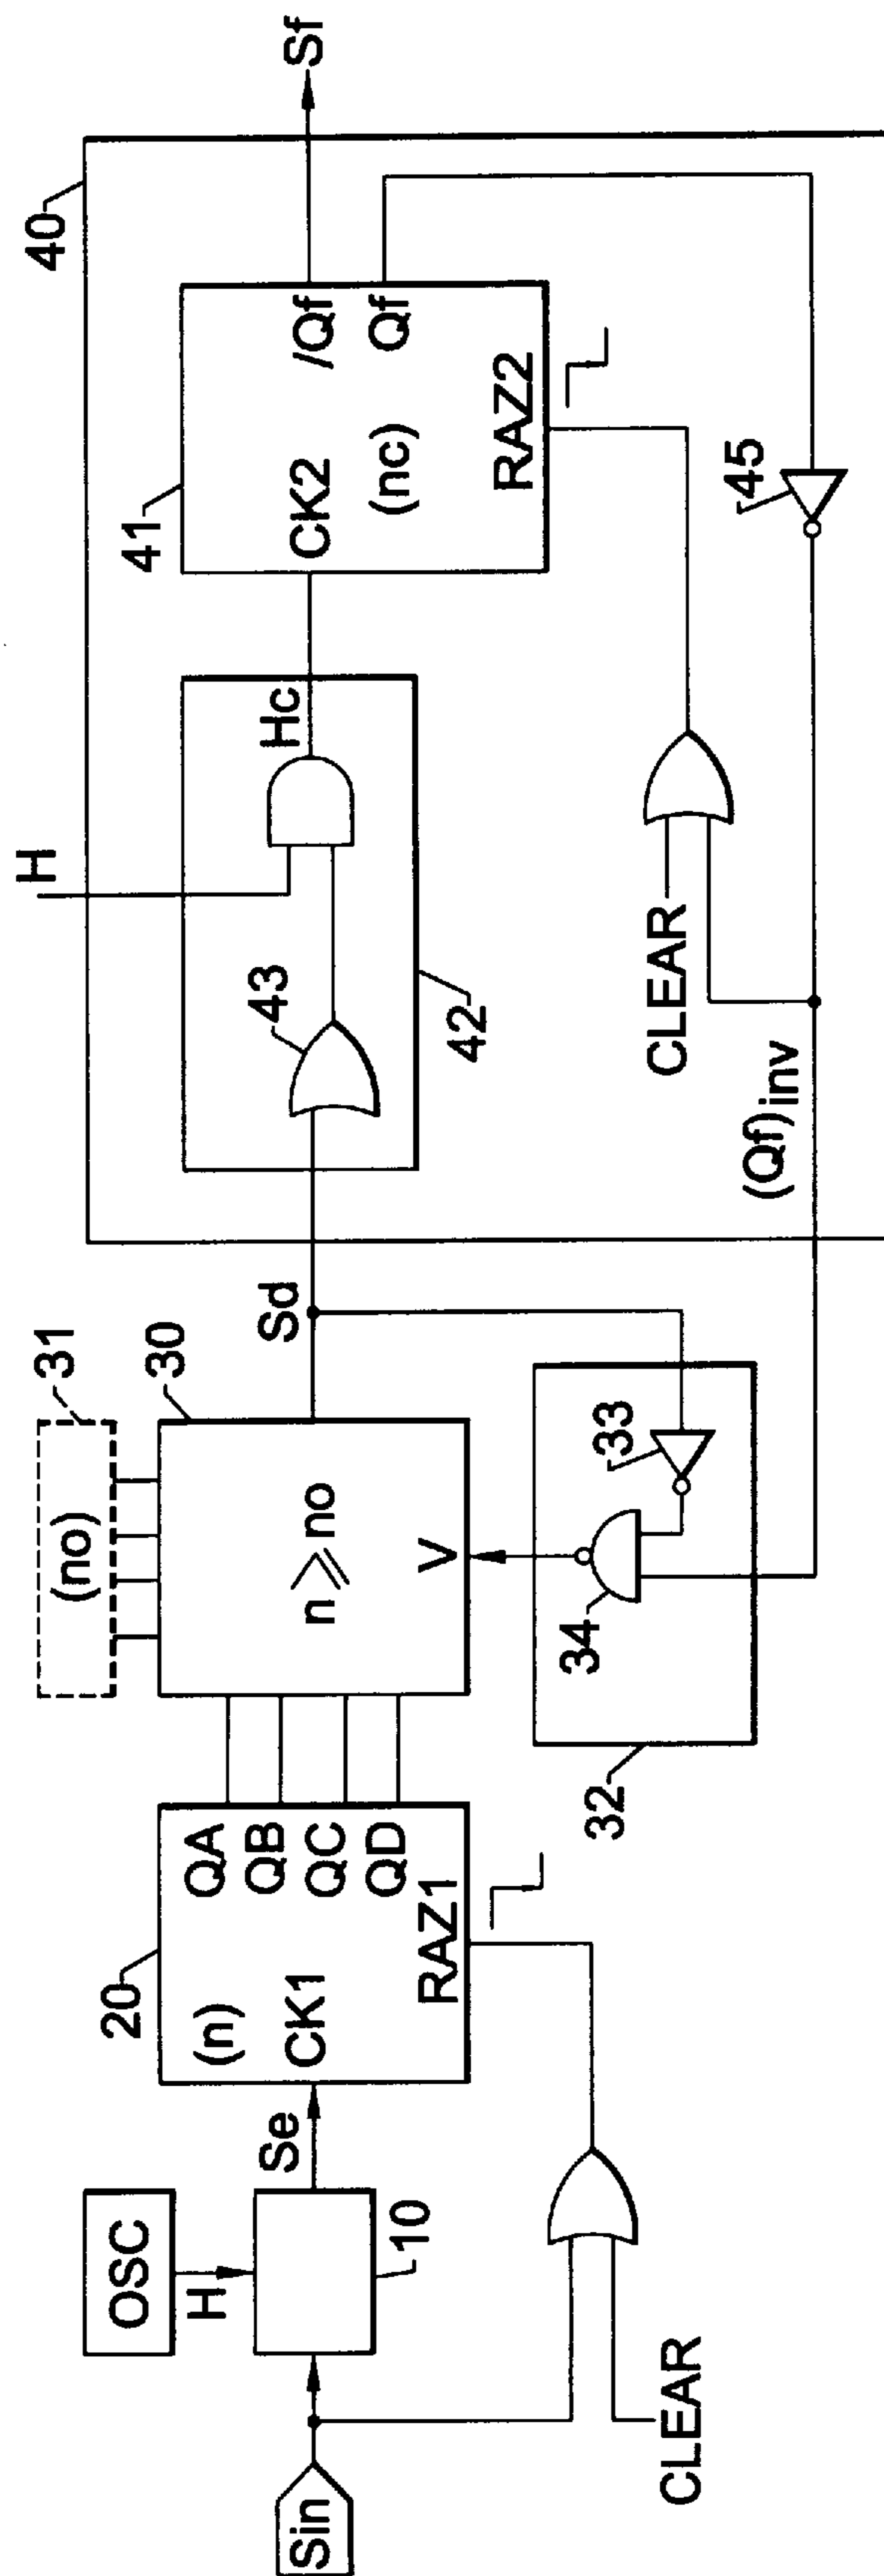 Sin
OSC
H
10
Se
20
(n)
CK1
QA
QB
QC
QD
RAZ1
CLEAR
(no)
31
30
n⩾no
V
Sd
32
33
34
40
H
43
Hc
42
41
CK2
/Qf
Qf
(nc)
RAZ2
Sf
CLEAR
45
(Qf)inv